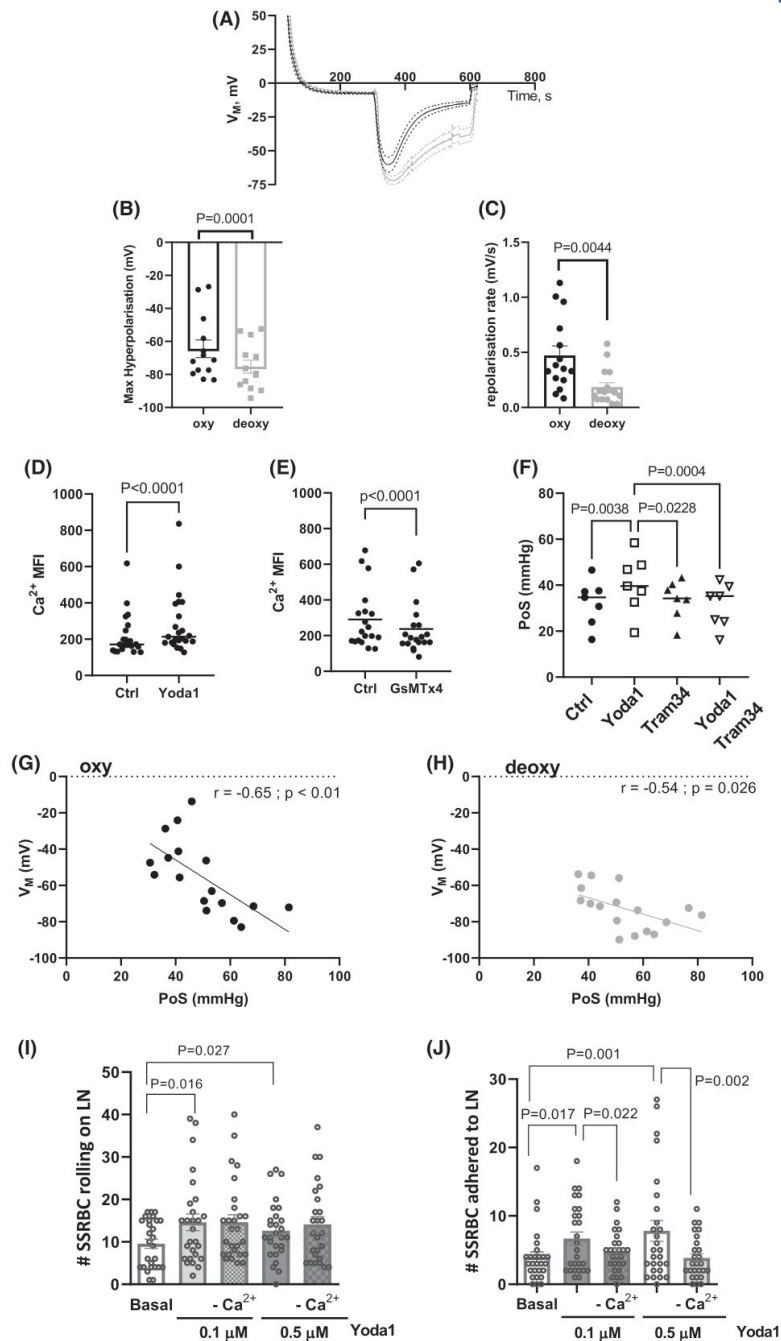 (A)
50
25
0
-25
-50
-75
V_M, mV
200 400 600 800
Time, s
(B)
P=0.0001
Max Hyperpolarisation (mV)
0
-20
-40
-60
-80
-100
oxy deoxy
(C)
P=0.0044
repolarisation rate (mV/s)
1.5
1.0
0.5
0.0
oxy deoxy
(D)
P<0.0001
Ca²⁺ MFI
1000
800
600
400
200
0
Ctrl Yoda1
(E)
p<0.0001
Ca²⁺ MFI
1000
800
600
400
200
0
Ctrl GsMTx4
(F)
P=0.0004
P=0.0038 P=0.0228
PoS (mmHg)
80
60
40
20
0
Ctrl
Yoda1
Tram34
Yoda1
Tram34
(G) oxy
r = -0.65 ; p < 0.01
V_M (mV)
0
-20
-40
-60
-80
-100
0 20 40 60 80 100
PoS (mmHg)
(H) deoxy
r = -0.54 ; p = 0.026
V_M (mV)
0
-20
-40
-60
-80
-100
0 20 40 60 80 100
PoS (mmHg)
(I)
P=0.027
P=0.016
# SSRBC rolling on LN
50
40
30
20
10
0
Basal - Ca²⁺ - Ca²⁺
0.1 μM 0.5 μM Yoda1
(J)
P=0.001
P=0.002
P=0.017 P=0.022
# SSRBC adhered to LN
30
20
10
0
Basal - Ca²⁺ - Ca²⁺
0.1 μM 0.5 μM Yoda1